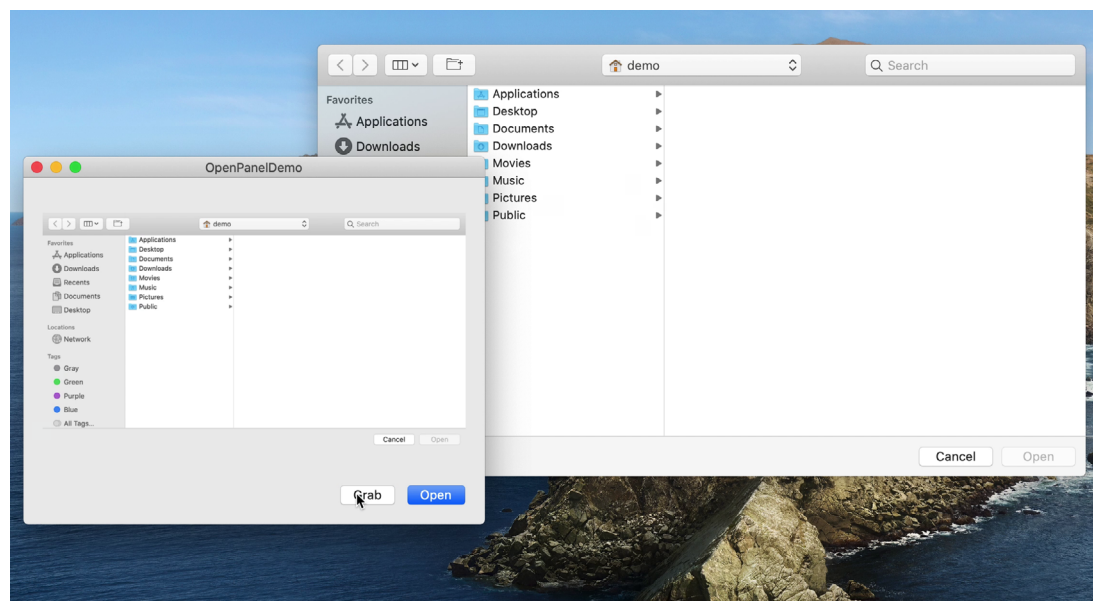 demo
Search
Favorites
Applications
Downloads
Applications
Desktop
Documents
Downloads
Movies
Music
Pictures
Public
Cancel
Open
OpenPanelDemo
demo
Search
Favorites
Applications
Downloads
Recents
Documents
Desktop
Locations
Network
Tags
Gray
Green
Purple
Blue
All Tags...
Applications
Desktop
Documents
Downloads
Movies
Music
Pictures
Public
Cancel
Open
Grab
Open